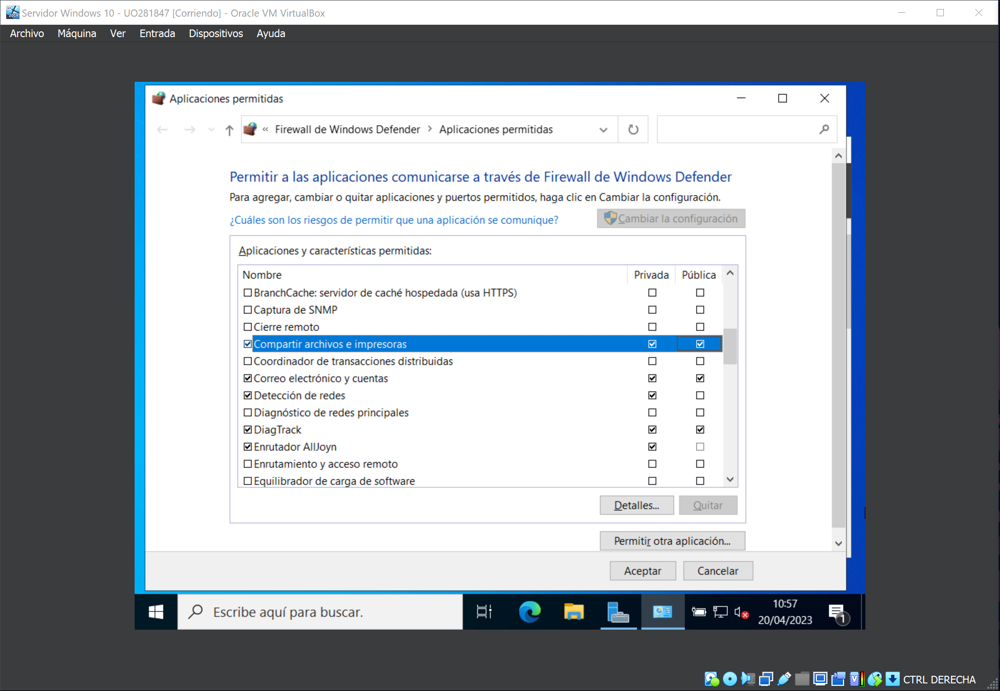 Servidor Windows 10 - UO281847 [Corriendo] - Oracle VM VirtualBox
Archivo Máquina Ver Entrada Dispositivos Ayuda
Aplicaciones permitidas
« Firewall de Windows Defender > Aplicaciones permitidas
Permitir a las aplicaciones comunicarse a través de Firewall de Windows Defender
Para agregar, cambiar o quitar aplicaciones y puertos permitidos, haga clic en Cambiar la configuración.
¿Cuáles son los riesgos de permitir que una aplicación se comunique?
Cambiar la configuración
Aplicaciones y características permitidas:
Nombre Privada Pública
BranchCache: servidor de caché hospedada (usa HTTPS)
Captura de SNMP
Cierre remoto
Compartir archivos e impresoras
Coordinador de transacciones distribuidas
Correo electrónico y cuentas
Detección de redes
Diagnóstico de redes principales
DiagTrack
Enrutador AllJoyn
Enrutamiento y acceso remoto
Equilibrador de carga de software
Detalles... Quitar
Permitir otra aplicación...
Aceptar Cancelar
Escribe aquí para buscar.
10:57
20/04/2023
1
CTRL DERECHA